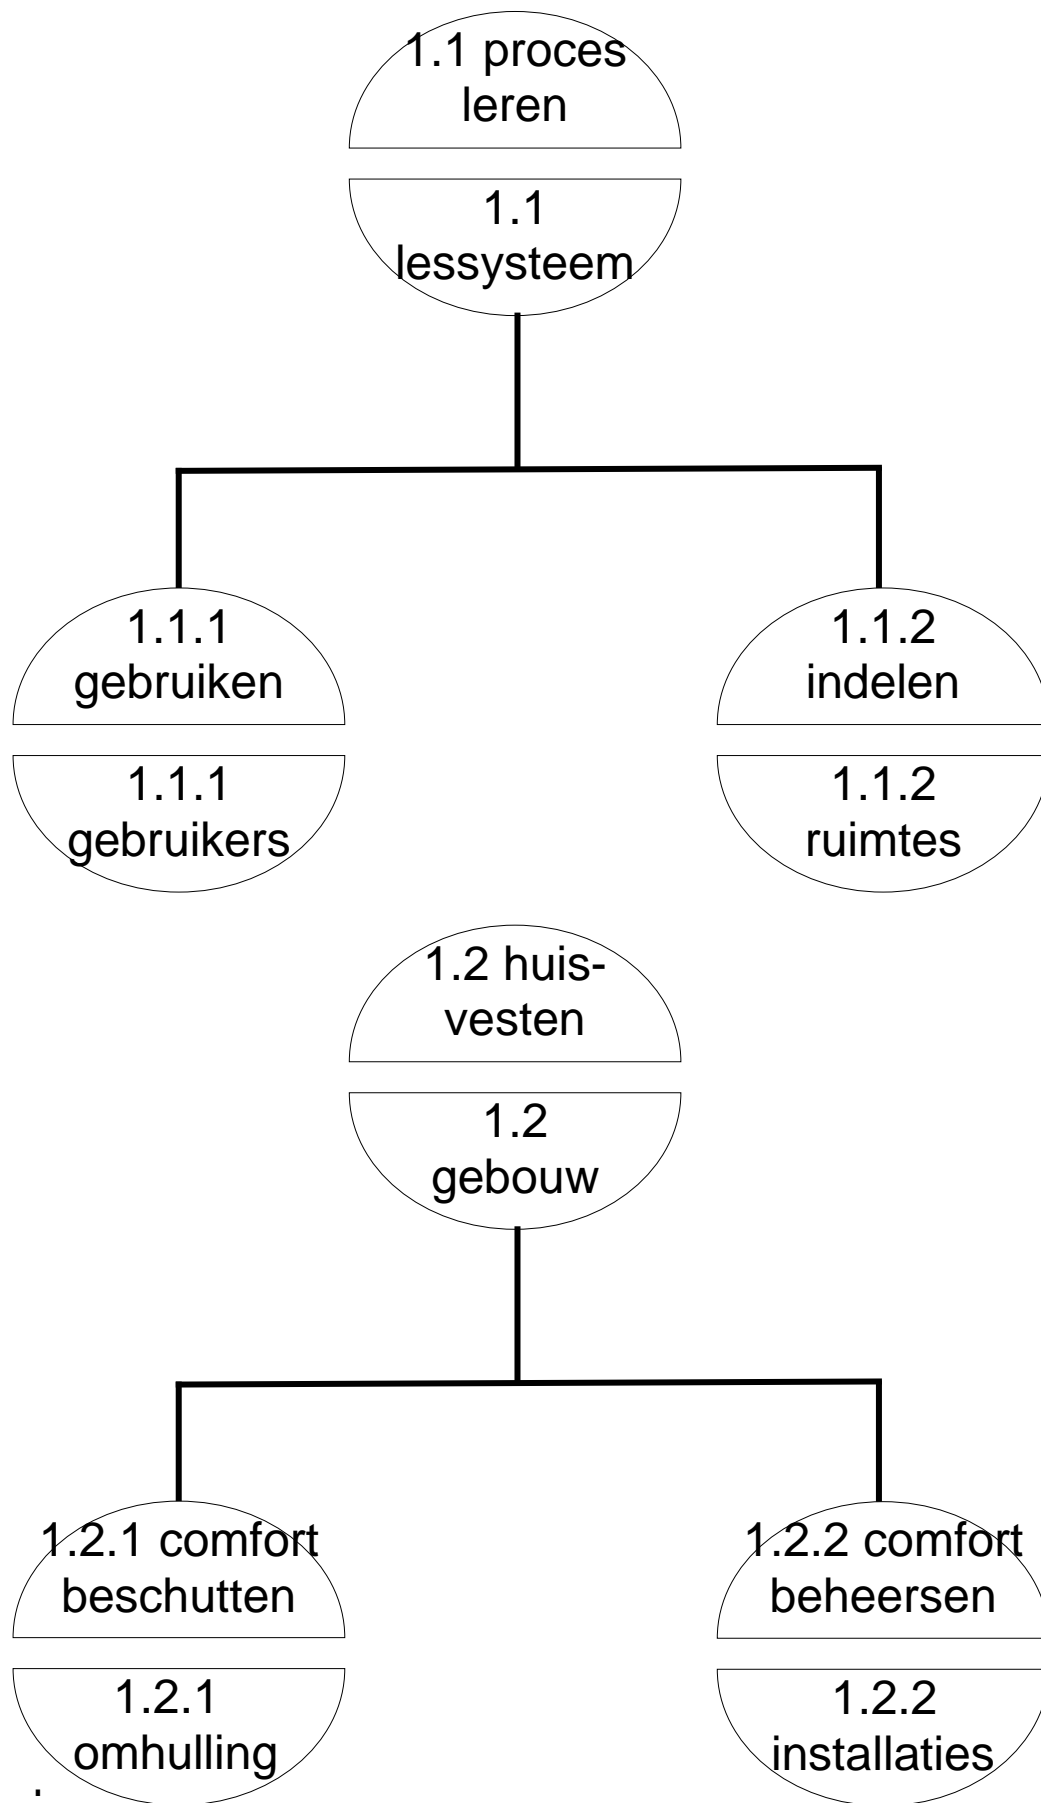 1.1 proces
leren
1.1
lessysteem
1.1.1
gebruiken
1.1.2
indelen
1.1.1
gebruikers
1.1.2
ruimtes
1.2 huis-
vesten
1.2
gebouw
1.2.1 comfort
beschutten
1.2.2 comfort
beheersen
1.2.1
omhulling
1.2.2
installaties